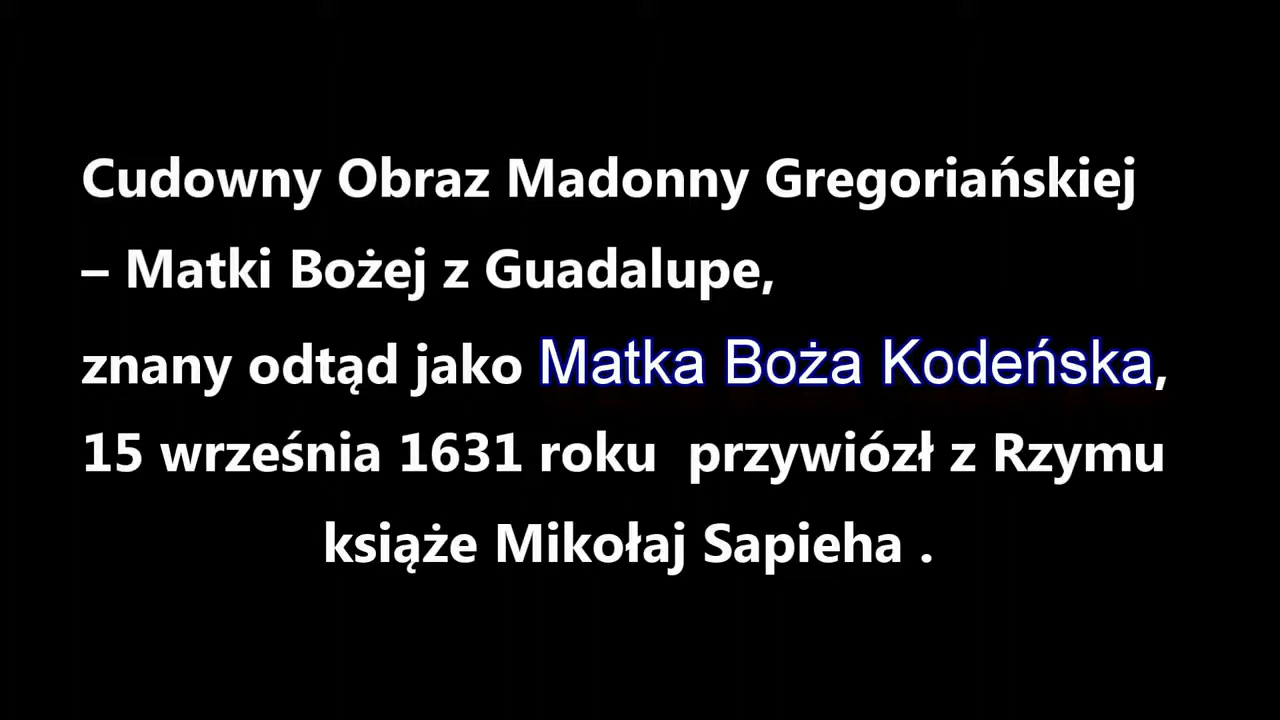 Cudowny Obraz Madonny Gregoriańskiej
– Matki Bożej z Guadalupe,
znany odtąd jako Matka Boża Kodeńska,
15 września 1631 roku  przywiózł z Rzymu
książe Mikołaj Sapieha .